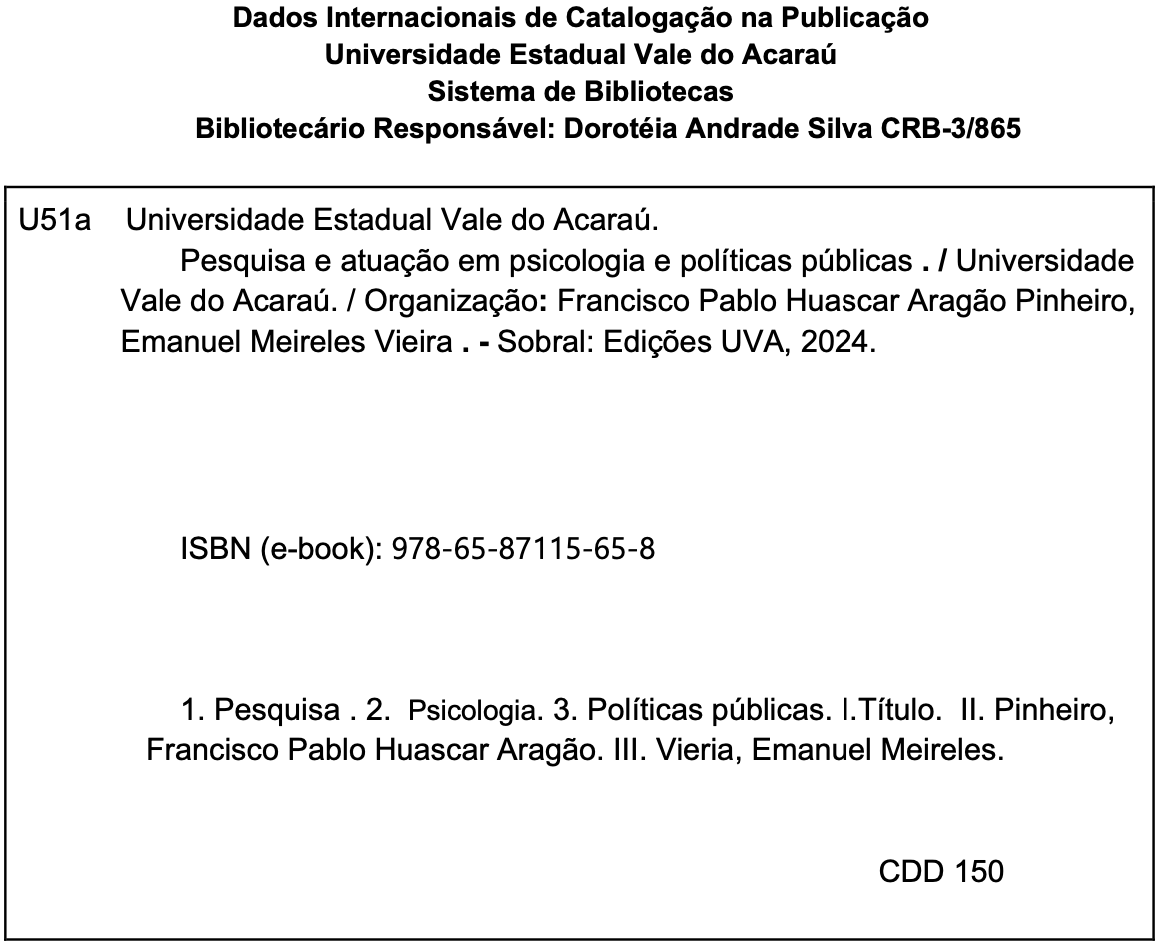 Dados Internacionais de Catalogação na Publicação
Universidade Estadual Vale do Acaraú
Sistema de Bibliotecas
Bibliotecário Responsável: Dorotéia Andrade Silva CRB-3/865
U51a Universidade Estadual Vale do Acaraú.
Pesquisa e atuação em psicologia e políticas públicas . / Universidade
Vale do Acaraú. / Organização: Francisco Pablo Huascar Aragão Pinheiro,
Emanuel Meireles Vieira . - Sobral: Edições UVA, 2024.
ISBN (e-book): 978-65-87115-65-8
1. Pesquisa . 2. Psicologia. 3. Políticas públicas. I.Título. II. Pinheiro,
Francisco Pablo Huascar Aragão. III. Vieria, Emanuel Meireles.
CDD 150